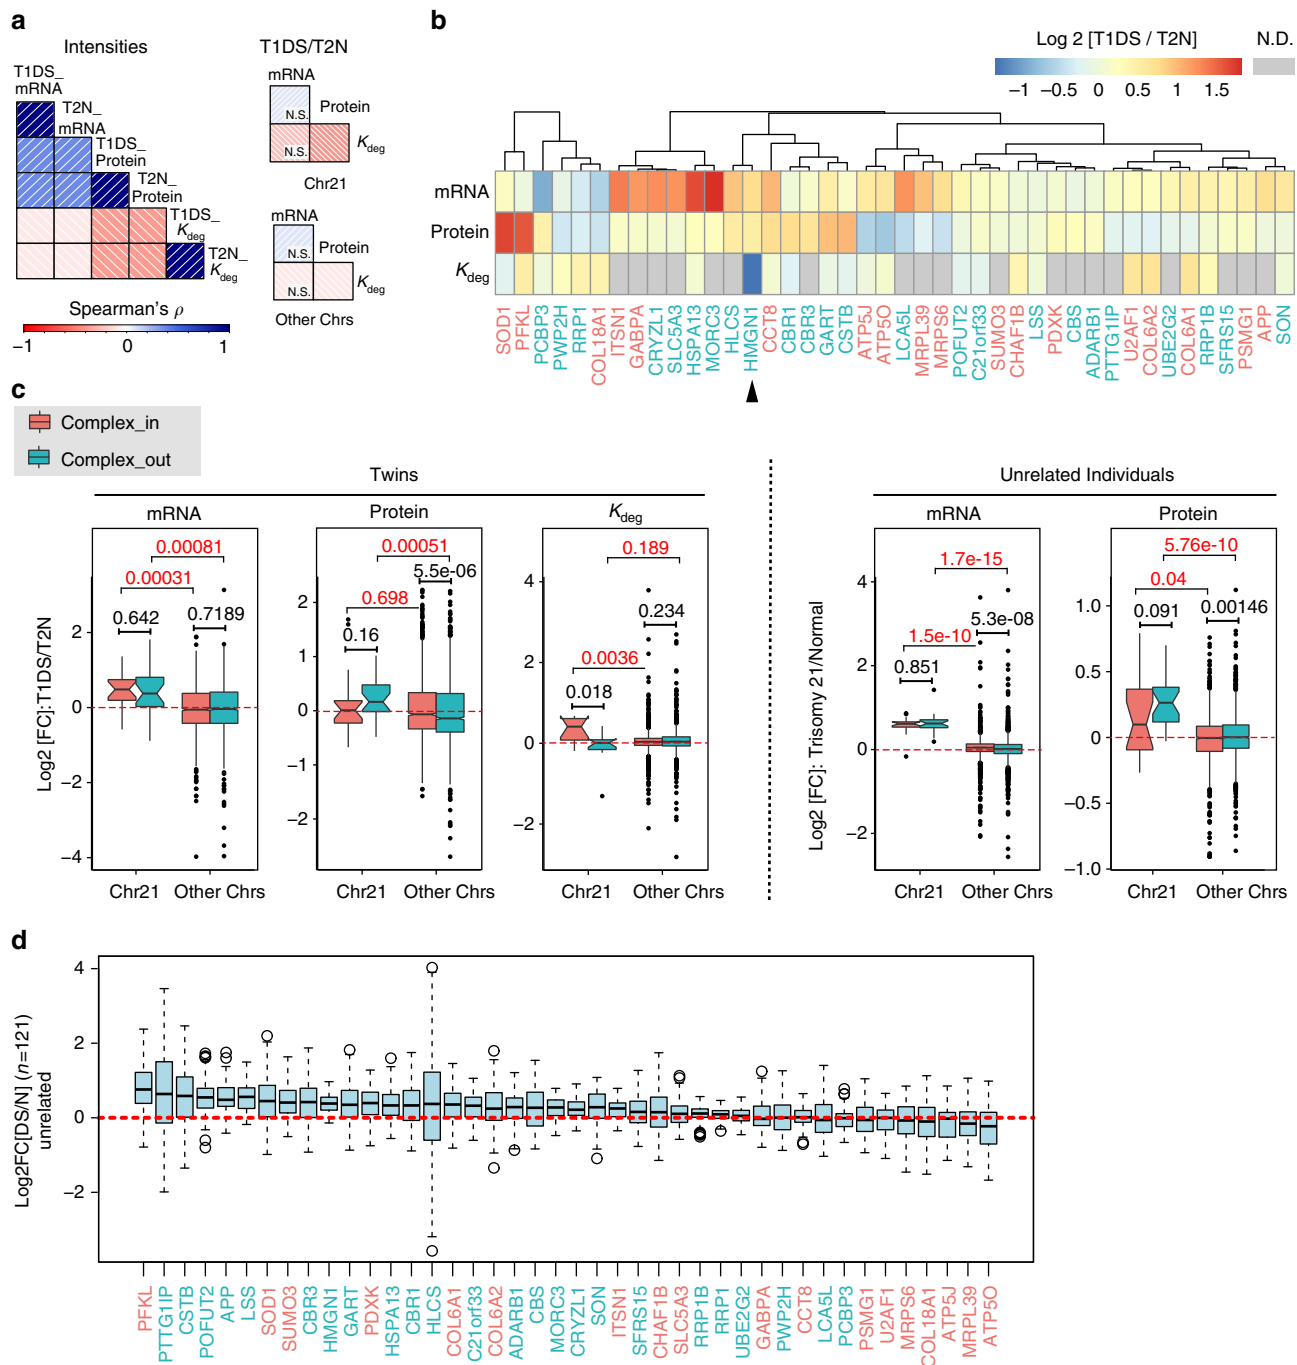 a
Intensities
T1DS_
mRNA
T2N_
mRNA
T1DS_
Protein
T2N_
Protein
T1DS_
Kdeg
T2N_
Kdeg
Spearman's ρ
−1
0
1
T1DS/T2N
mRNA
N.S.
Protein
N.S.
Kdeg
Chr21
mRNA
N.S.
Protein
N.S.
Kdeg
Other Chrs
b
Log 2 [T1DS / T2N]
N.D.
−1 −0.5 0 0.5 1 1.5
mRNA
Protein
Kdeg
SOD1
PFKL
PCBP3
PWP2H
RRP1
COL18A1
ITSN1
GABPA
CRYZL1
SLC5A3
HSPA13
MORC3
HLCS
HMGN1
CCT8
CBR1
CBR3
GART
CSTB
ATP5J
ATP5O
LCA5L
MRPL39
MRPS6
POFUT2
C21orf33
SUMO3
CHAF1B
LSS
PDXK
CBS
ADARB1
PTTG1IP
U2AF1
COL6A2
UBE2G2
COL6A1
RRP1B
SFRS15
PSMG1
APP
SON
c
Complex_in
Complex_out
Twins
Unrelated Individuals
mRNA
Log2 [FC]: T1DS/T2N
0.00081
0.00031
0.642
0.7189
2
0
−2
−4
Chr21
Other Chrs
Protein
0.00051
5.5e-06
0.698
0.16
2
1
0
−1
−2
Chr21
Other Chrs
Kdeg
0.189
0.234
0.0036
0.018
4
2
0
−2
Chr21
Other Chrs
mRNA
Log2 [FC]: Trisomy 21/Normal
1.7e-15
5.3e-08
1.5e-10
0.851
4
2
0
−2
Chr21
Other Chrs
Protein
5.76e-10
0.04
0.091
0.00146
1.0
0.5
0
−0.5
−1.0
Chr21
Other Chrs
d
Log2FC[DS/N] (n=121)
unrelated
4
2
0
−2
PFKL
PTTG1IP
CSTB
POFUT2
APP
LSS
SOD1
SUMO3
CBR3
HMGN1
GART
PDXK
HSPA13
CBR1
HLCS
COL6A1
C21orf33
COL6A2
ADARB1
CBS
MORC3
CRYZL1
SON
ITSN1
SFRS15
CHAF1B
SLC5A3
RRP1B
RRP1
UBE2G2
GABPA
PWP2H
CCT8
LCA5L
PCBP3
PSMG1
U2AF1
MRPS6
COL18A1
ATP5J
MRPL39
ATP5O